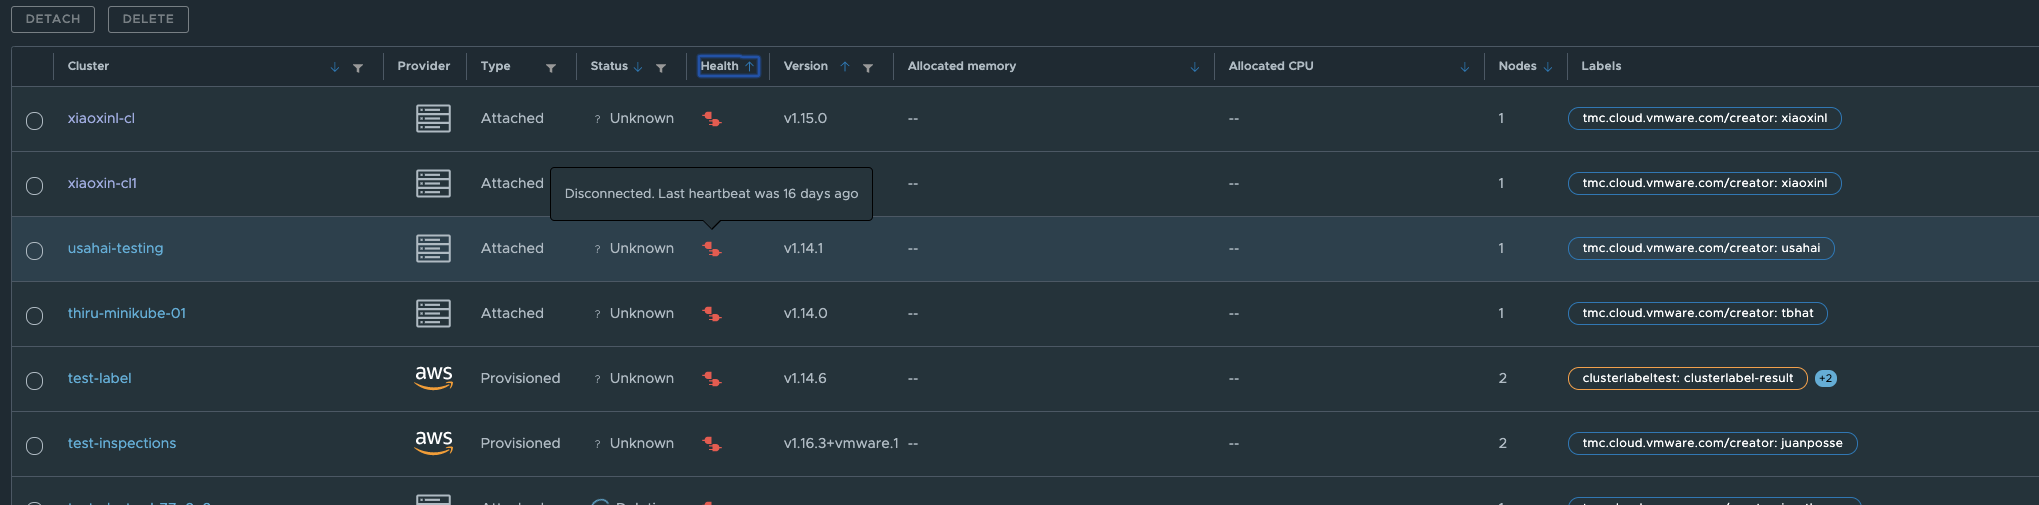 DETACH DELETE
Cluster Provider Type Status Health Version Allocated memory Allocated CPU Nodes Labels
xiaoxinl-cl Attached ? Unknown v1.15.0 -- -- 1 tmc.cloud.vmware.com/creator: xiaoxinl
xiaoxin-cl1 Attached -- -- 1 tmc.cloud.vmware.com/creator: xiaoxinl
Disconnected. Last heartbeat was 16 days ago
usahai-testing Attached ? Unknown v1.14.1 -- -- 1 tmc.cloud.vmware.com/creator: usahai
thiru-minikube-01 Attached ? Unknown v1.14.0 -- -- 1 tmc.cloud.vmware.com/creator: tbhat
test-label aws Provisioned ? Unknown v1.14.6 -- -- 2 clusterlabeltest: clusterlabel-result +2
test-inspections aws Provisioned ? Unknown v1.16.3+vmware.1 -- -- 2 tmc.cloud.vmware.com/creator: juanposse